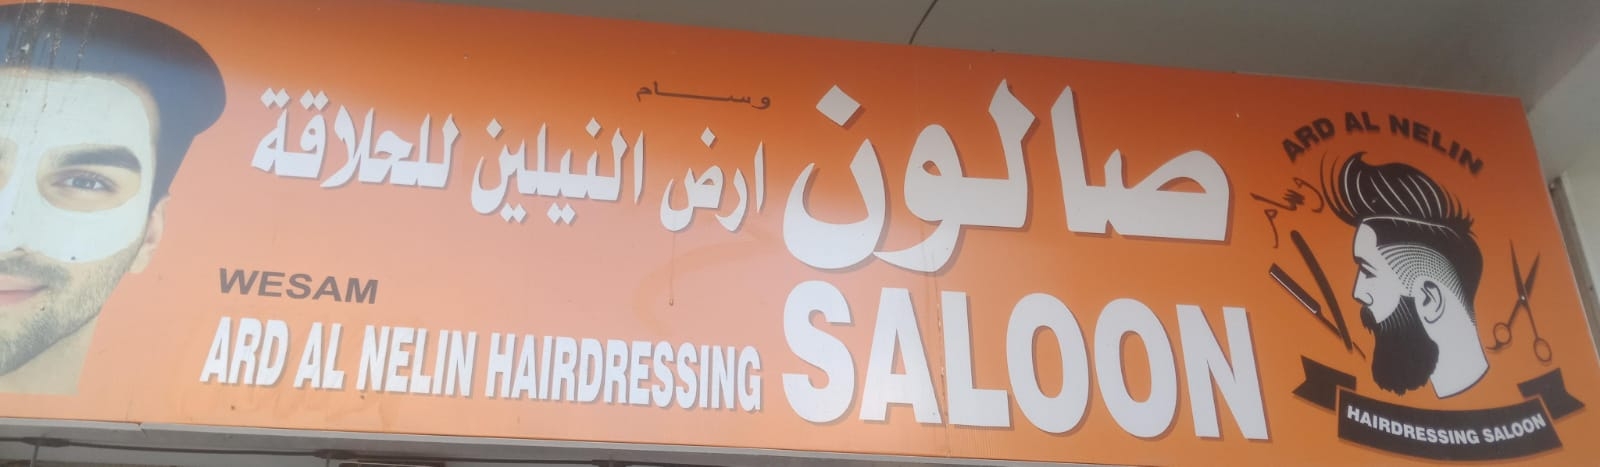 وسام
صالون ارض النيلين للحلاقة
WESAM
ARD AL NELIN HAIRDRESSING SALOON
ARD AL NELIN
وسام
HAIRDRESSING SALOON